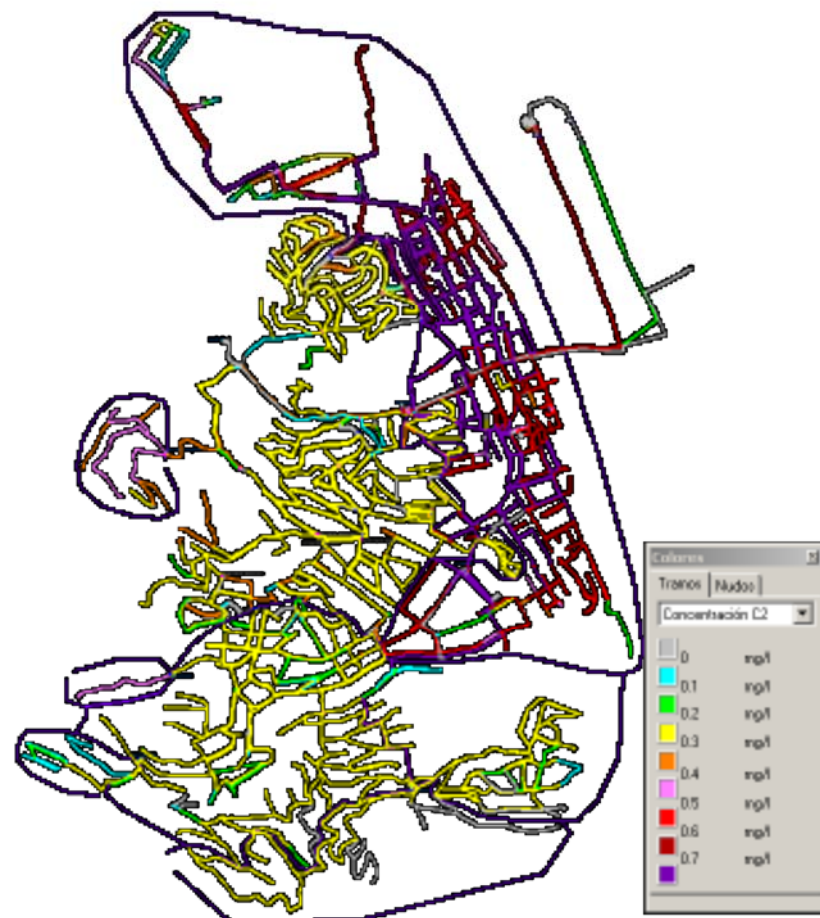 Colores
Tramos Nudos
Concentración C2
0 mg/l
0.1 mg/l
0.2 mg/l
0.3 mg/l
0.4 mg/l
0.5 mg/l
0.6 mg/l
0.7 mg/l